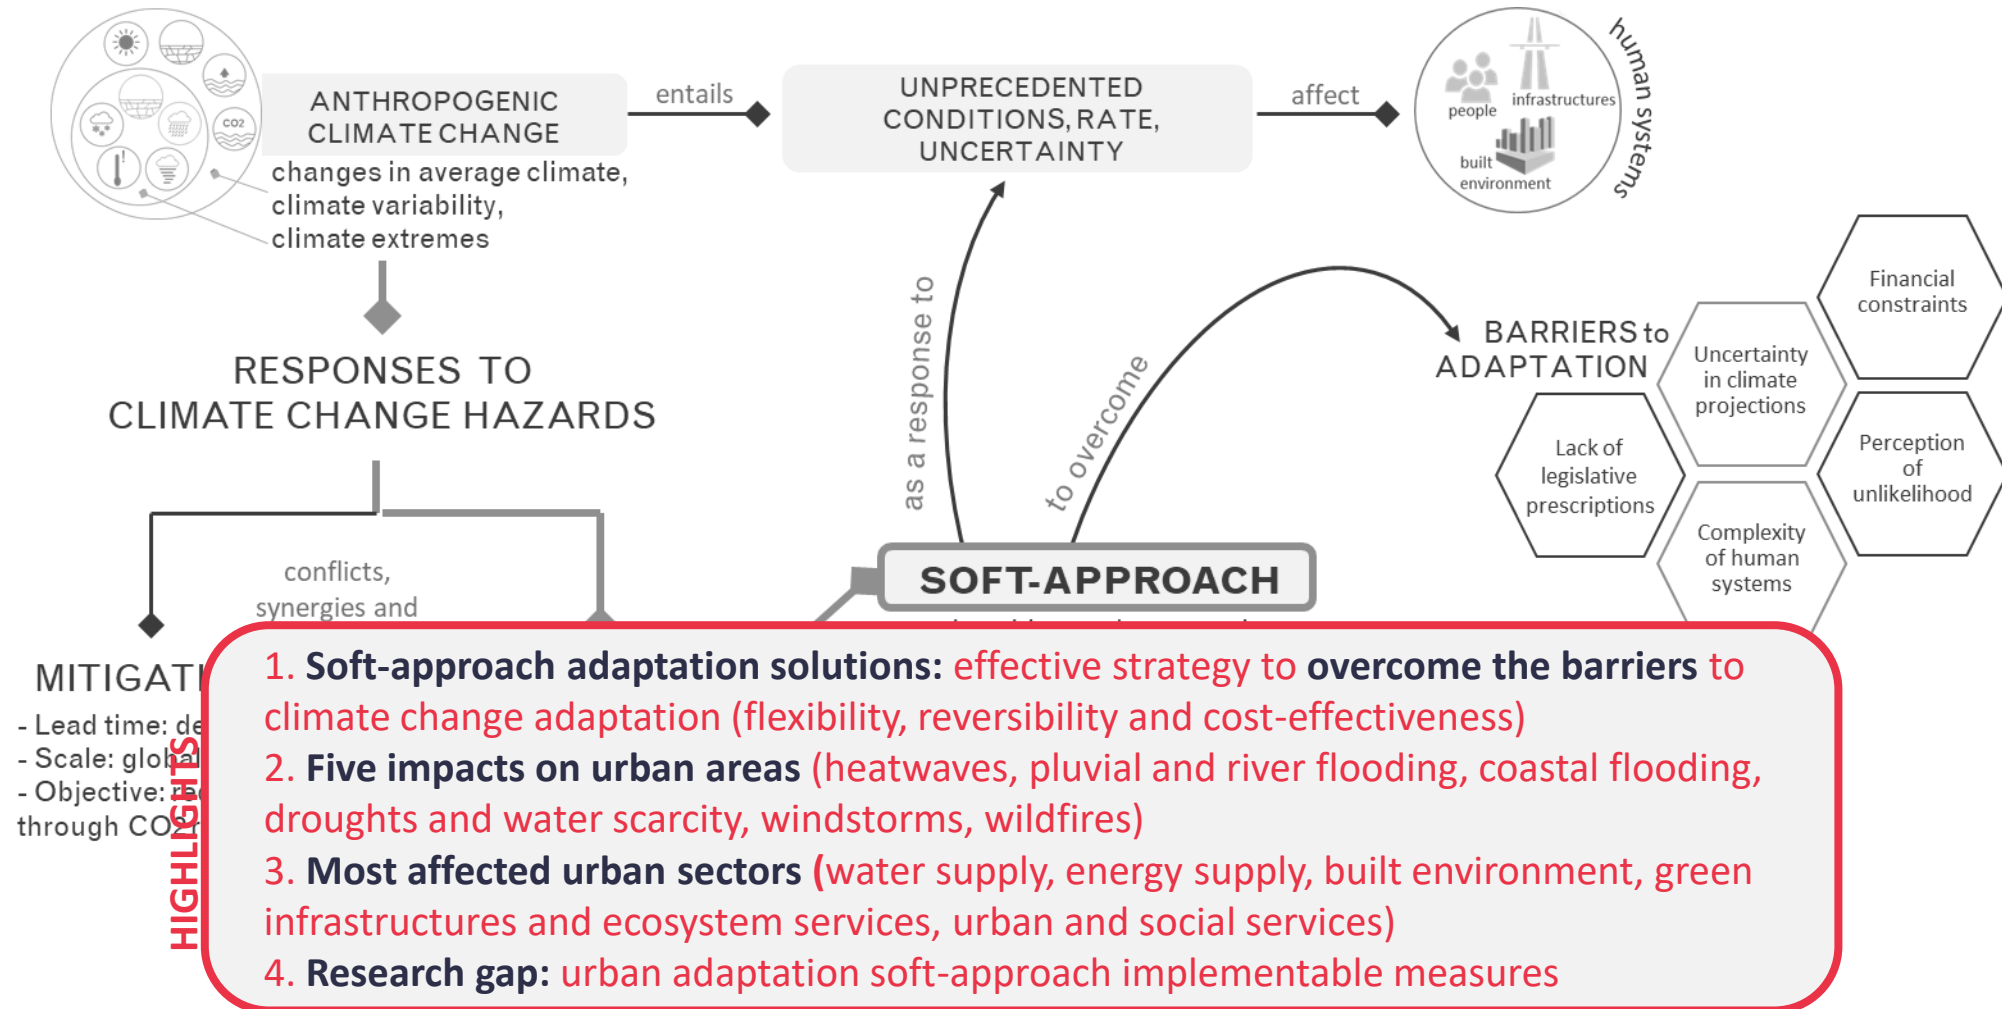 CO2
ANTHROPOGENIC
CLIMATE CHANGE
changes in average climate,
climate variability,
climate extremes
entails
UNPRECEDENTED
CONDITIONS, RATE,
UNCERTAINTY
affect
people
infrastructures
built
environment
human systems
RESPONSES TO
CLIMATE CHANGE HAZARDS
as a response to
to overcome
BARRIERS to
ADAPTATION
Financial
constraints
Uncertainty
in climate
projections
Lack of
legislative
prescriptions
Perception
of
unlikelihood
Complexity
of human
systems
conflicts,
synergies and
SOFT-APPROACH
MITIGATI
- Lead time: de
- Scale: global
- Objective: red
through CO2
HIGHLIGHTS
1. Soft-approach adaptation solutions: effective strategy to overcome the barriers to
climate change adaptation (flexibility, reversibility and cost-effectiveness)
2. Five impacts on urban areas (heatwaves, pluvial and river flooding, coastal flooding,
droughts and water scarcity, windstorms, wildfires)
3. Most affected urban sectors (water supply, energy supply, built environment, green
infrastructures and ecosystem services, urban and social services)
4. Research gap: urban adaptation soft-approach implementable measures